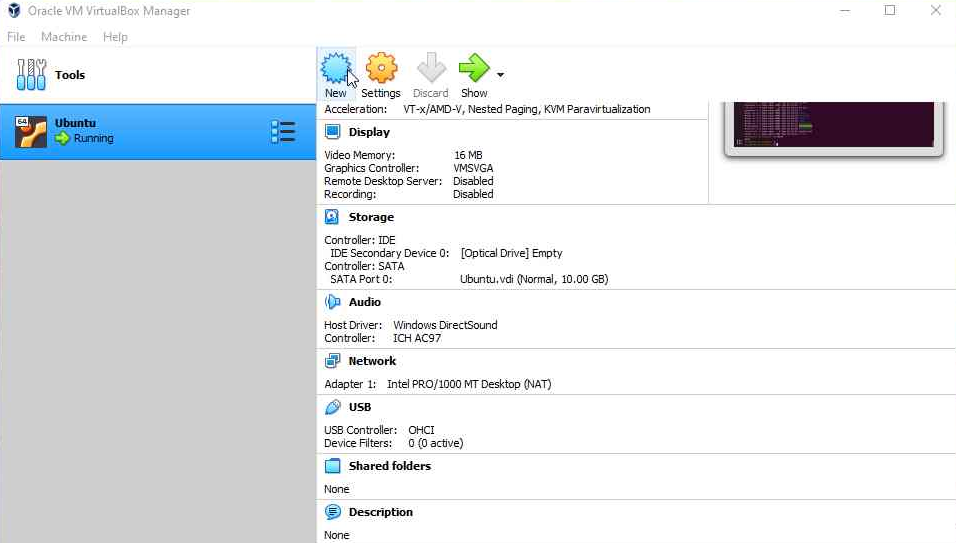 Oracle VM VirtualBox Manager
File Machine Help
Tools
New Settings Discard Show
64
Ubuntu
Running
Acceleration: VT-x/AMD-V, Nested Paging, KVM Paravirtualization
Display
Video Memory: 16 MB
Graphics Controller: VMSVGA
Remote Desktop Server: Disabled
Recording: Disabled
Storage
Controller: IDE
IDE Secondary Device 0: [Optical Drive] Empty
Controller: SATA
SATA Port 0: Ubuntu.vdi (Normal, 10.00 GB)
Audio
Host Driver: Windows DirectSound
Controller: ICH AC97
Network
Adapter 1: Intel PRO/1000 MT Desktop (NAT)
USB
USB Controller: OHCI
Device Filters: 0 (0 active)
Shared folders
None
Description
None